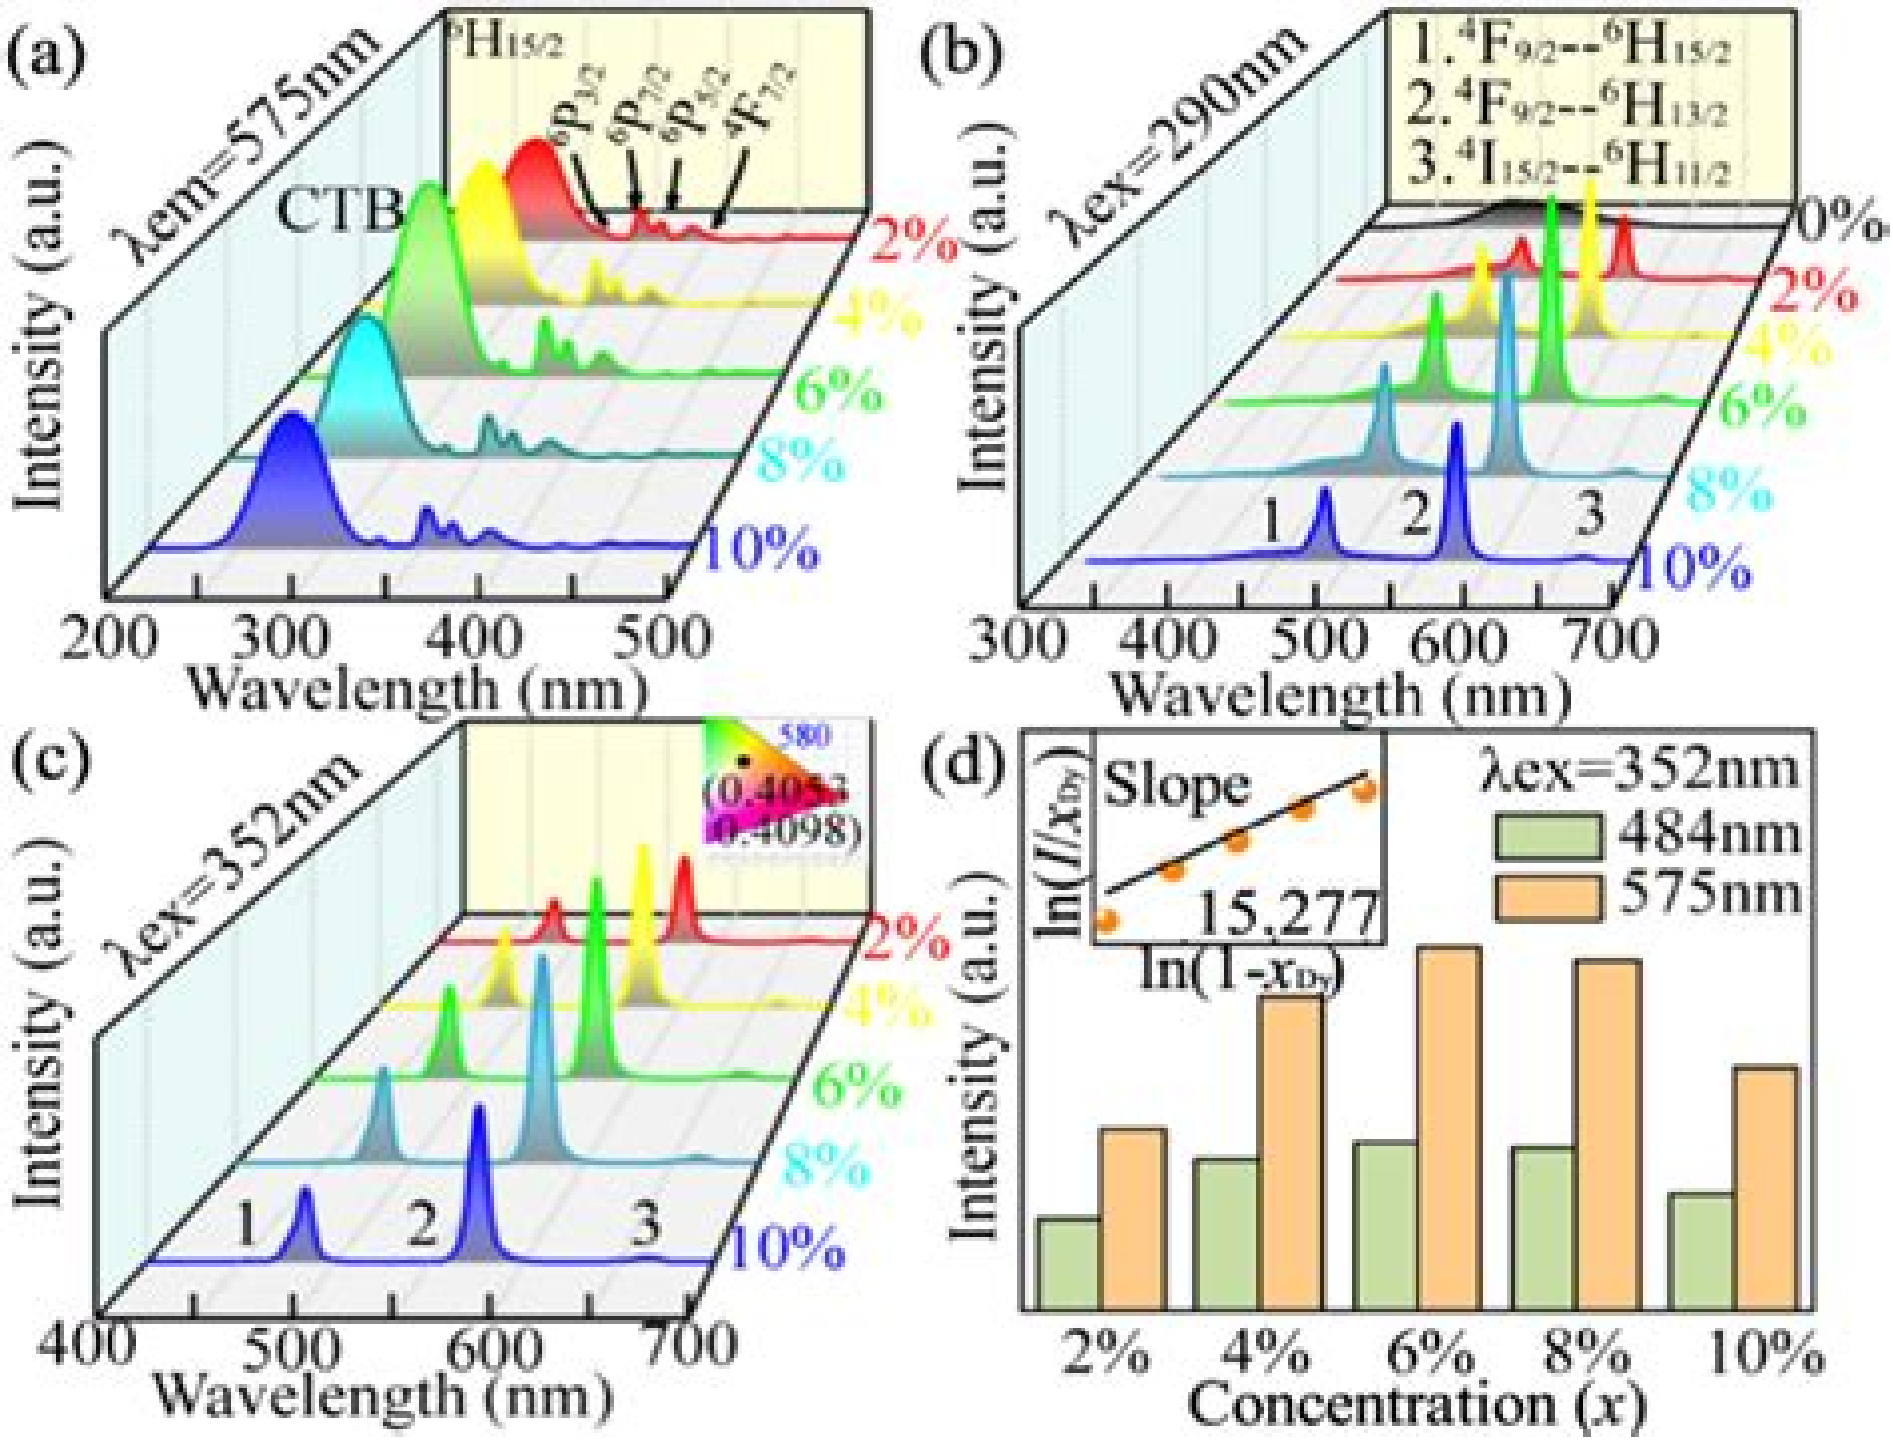 (a)
λem=575nm
⁶H₁₅/₂
⁶P₃/₂
⁶P₇/₂
⁶P₅/₂
⁴F₇/₂
CTB
2%
4%
6%
8%
10%
Intensity (a.u.)
200 300 400 500
Wavelength (nm)
(b)
λex=290nm
1. ⁴F₉/₂--⁶H₁₅/₂
2. ⁴F₉/₂--⁶H₁₃/₂
3. ⁴I₁₅/₂--⁶H₁₁/₂
0%
2%
4%
6%
8%
10%
1 2 3
Intensity (a.u.)
300 400 500 600 700
Wavelength (nm)
(c)
λex=352nm
580
(0.4053
0.4098)
2%
4%
6%
8%
10%
1 2 3
Intensity (a.u.)
400 500 600 700
Wavelength (nm)
(d)
ln(I/xDy)
Slope
15.277
ln(1-xDy)
λex=352nm
484nm
575nm
Intensity (a.u.)
2% 4% 6% 8% 10%
Concentration (x)